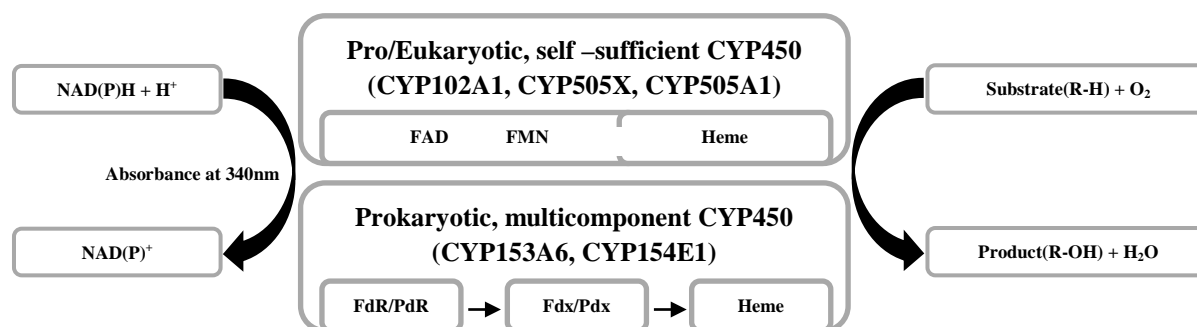 Pro/Eukaryotic, self –sufficient CYP450
(CYP102A1, CYP505X, CYP505A1)
NAD(P)H + H⁺
Substrate(R-H) + O₂
FAD FMN Heme
Absorbance at 340nm
Prokaryotic, multicomponent CYP450
(CYP153A6, CYP154E1)
NAD(P)⁺
Product(R-OH) + H₂O
FdR/PdR Fdx/Pdx Heme